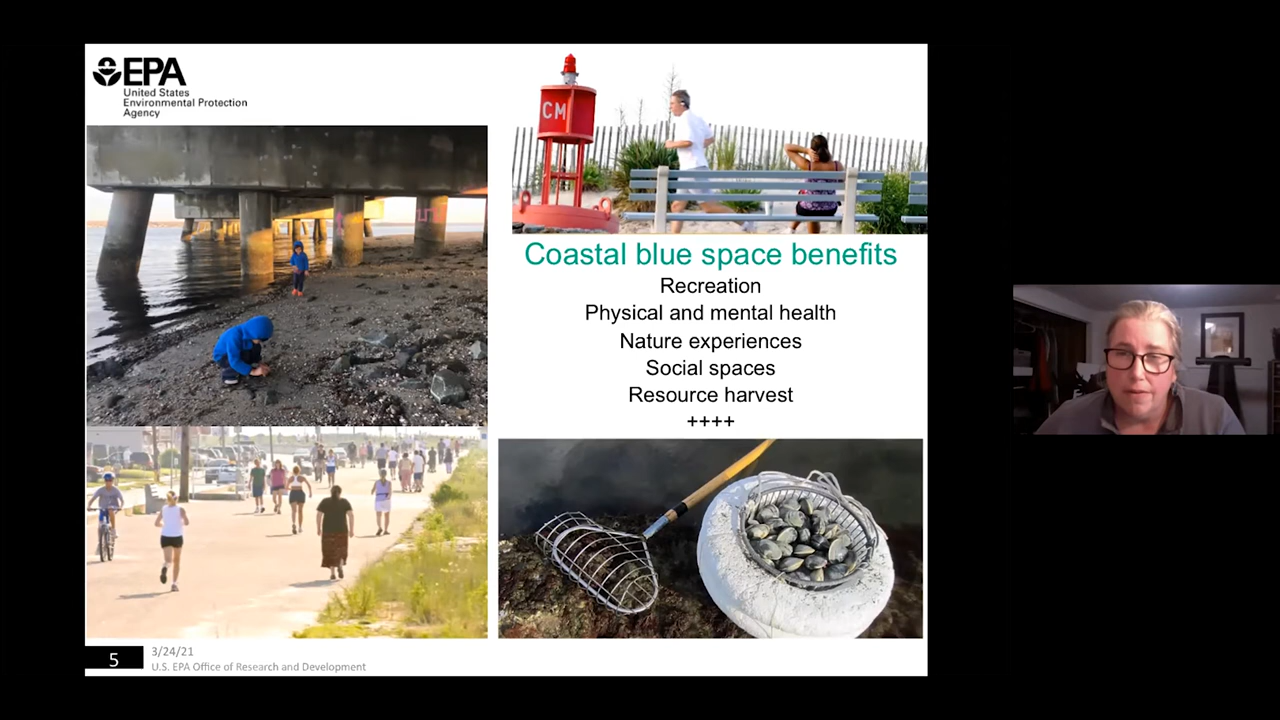 EPA
United States
Environmental Protection
Agency
CM
Coastal blue space benefits
Recreation
Physical and mental health
Nature experiences
Social spaces
Resource harvest
++++
5
3/24/21
U.S. EPA Office of Research and Development